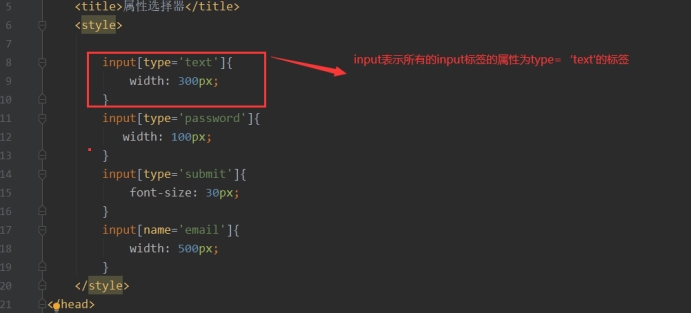 5 <title>属性选择器</title>
6 <style>
7
8 input[type='text']{ input表示所有的input标签的属性为type=‘text'的标签
9 width: 300px;
10 }
11 input[type='password']{
12 width: 100px;
13 }
14 input[type='submit']{
15 font-size: 30px;
16 }
17 input[name='email']{
18 width: 500px;
19 }
20 </style>
21 </head>